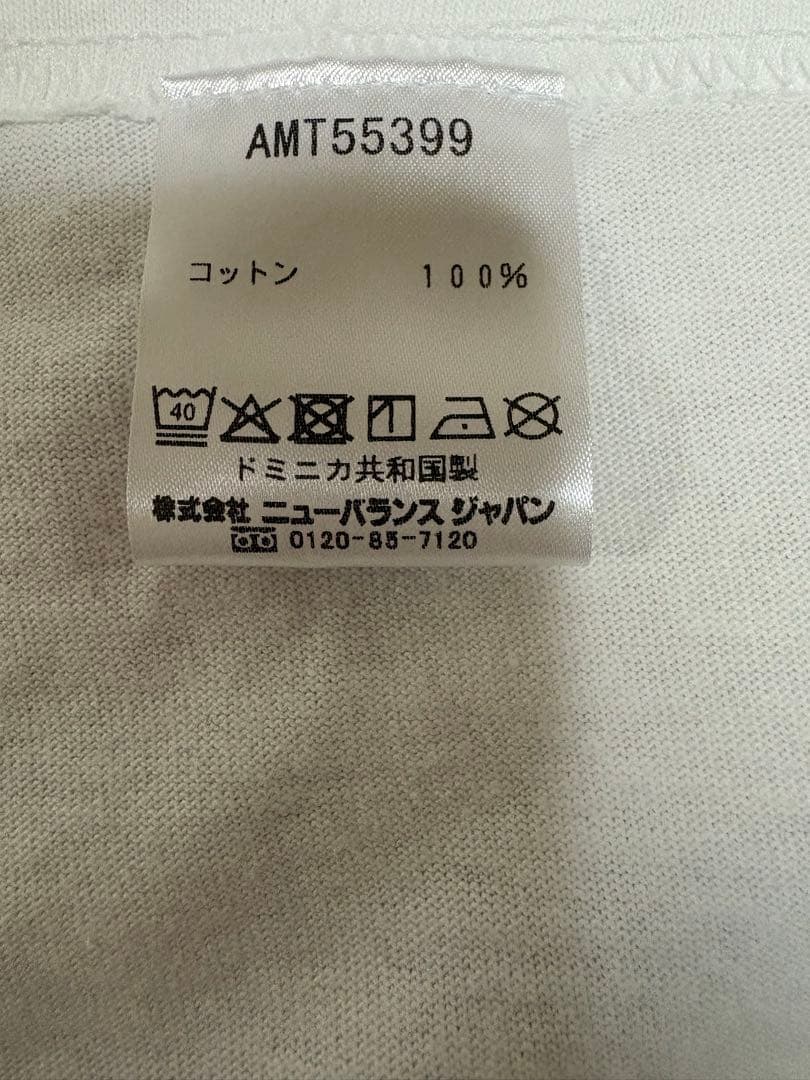 AMT55399
コットン 100%
40
ドミニカ共和国製
株式会社 ニューバランス ジャパン
0120-85-7120